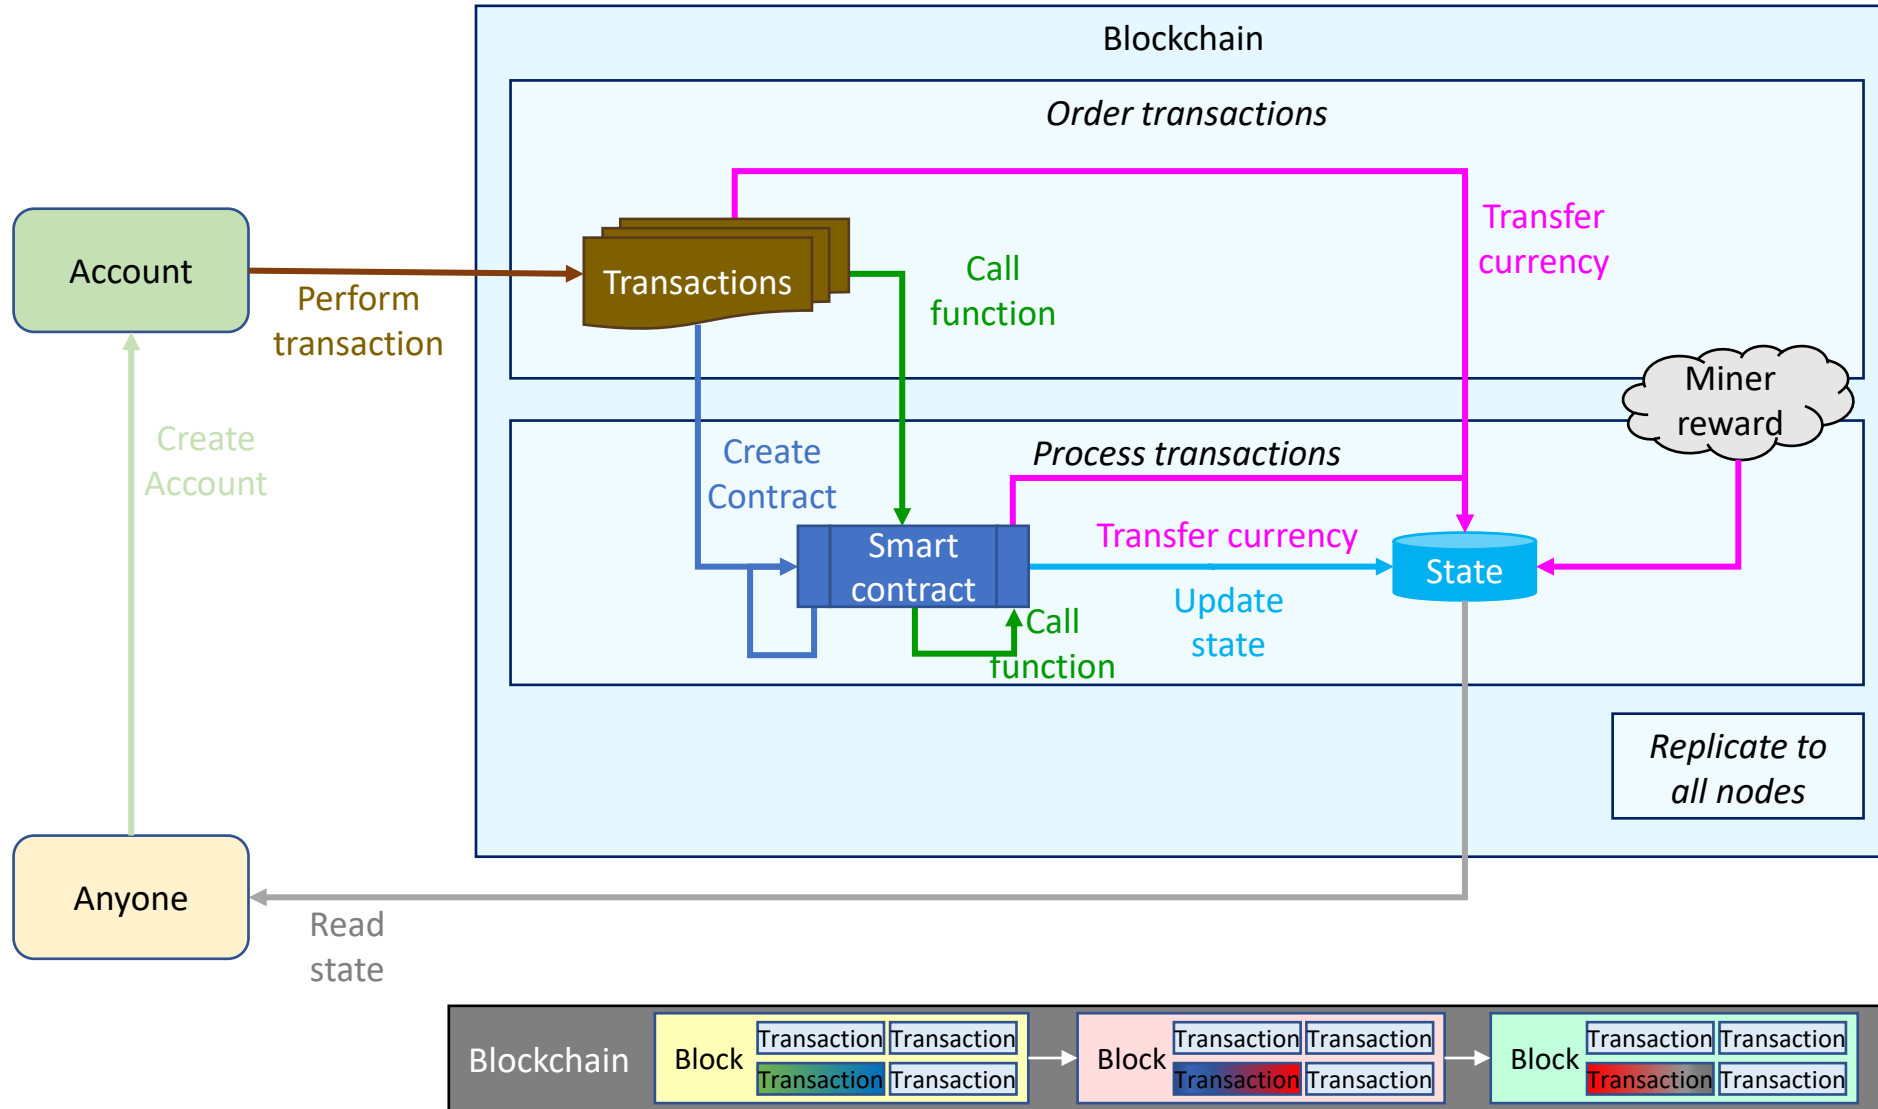 Blockchain
Order transactions
Account
Perform
transaction
Transactions
Call
function
Transfer
currency
Miner
reward
Create
Account
Process transactions
Create
Contract
Smart
contract
Transfer currency
State
Update
state
Call
function
Replicate to
all nodes
Anyone
Read
state
Blockchain
Block
Transaction Transaction
Transaction Transaction
Block
Transaction Transaction
Transaction Transaction
Block
Transaction Transaction
Transaction Transaction